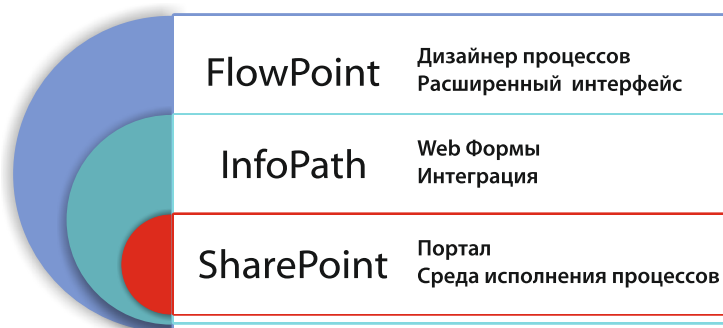 FlowPoint
Дизайнер процессов
Расширенный интерфейс
InfoPath
Web Формы
Интеграция
SharePoint
Портал
Среда исполнения процессов